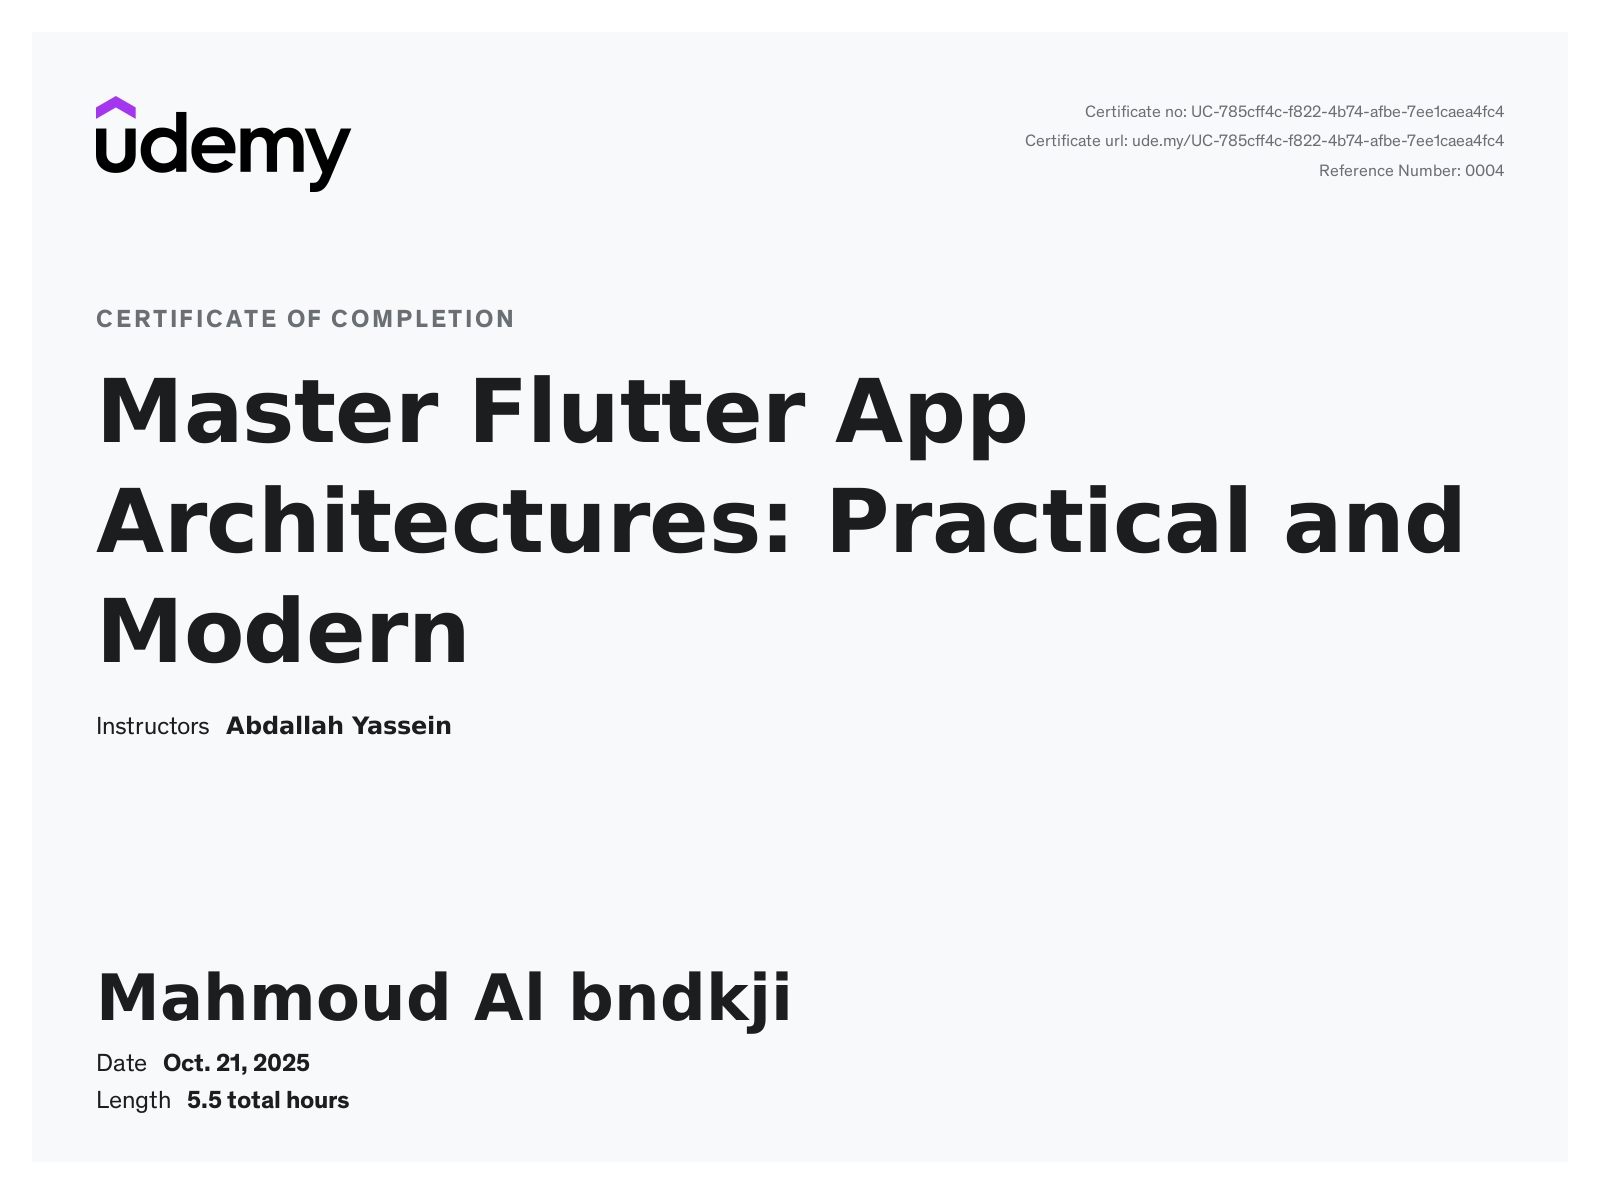 udemy
Certificate no: UC-785cff4c-f822-4b74-afbe-7ee1caea4fc4
Certificate url: ude.my/UC-785cff4c-f822-4b74-afbe-7ee1caea4fc4
Reference Number: 0004
CERTIFICATE OF COMPLETION
Master Flutter App
Architectures: Practical and
Modern
Instructors Abdallah Yassein
Mahmoud Al bndkji
Date Oct. 21, 2025
Length 5.5 total hours